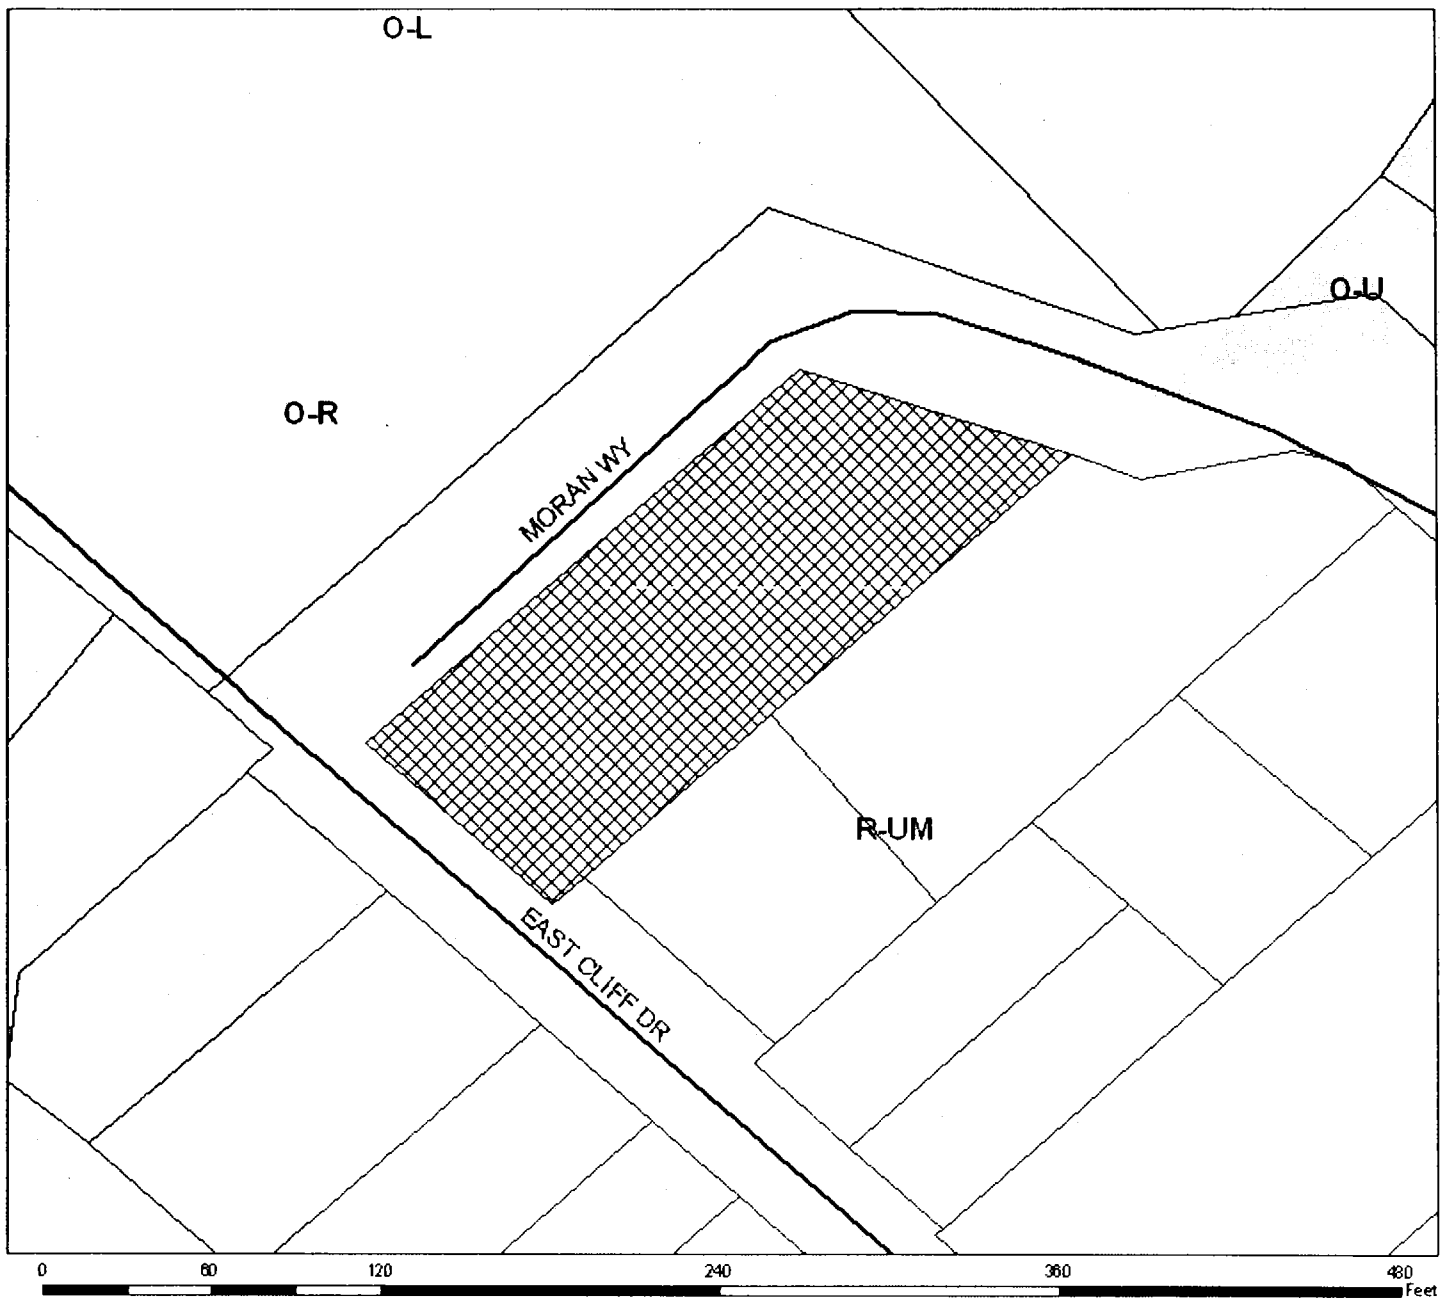 O-L
O-U
O-R
MORAN WY
R-UM
EAST CLIFF DR
0 60 120 240 360 480
Feet